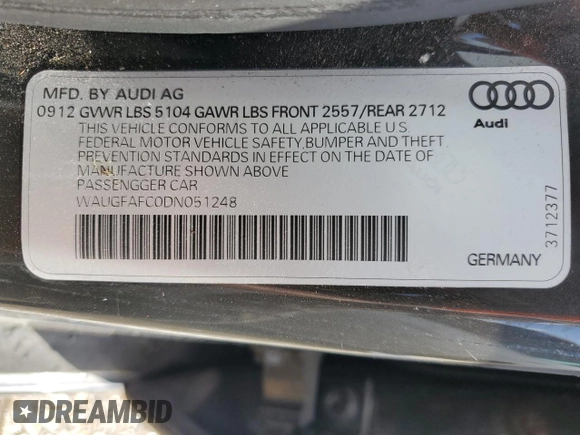 MFD. BY AUDI AG
0912 GVWR LBS 5104 GAWR LBS FRONT 2557/REAR 2712
THIS VEHICLE CONFORMS TO ALL APPLICABLE U.S.
FEDERAL MOTOR VEHICLE SAFETY,BUMPER AND THEFT
PREVENTION STANDARDS IN EFFECT ON THE DATE OF
MANUFACTURE SHOWN ABOVE
PASSENGGER CAR
WAUGFAFC0DN051248
Audi
3712377
GERMANY
DREAMBID